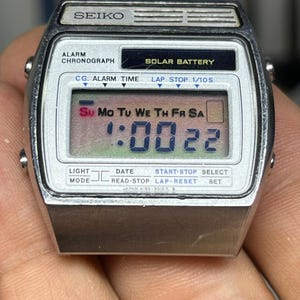 SEIKO
ALARM
CHRONOGRAPH
SOLAR BATTERY
C.G. ALARM TIME LAP STOP 1/10S
Su Mo Tu We Th Fr Sa
1:00 22
LIGHT DATE START·STOP SELECT
MODE READ·STOP LAP·RESET SET